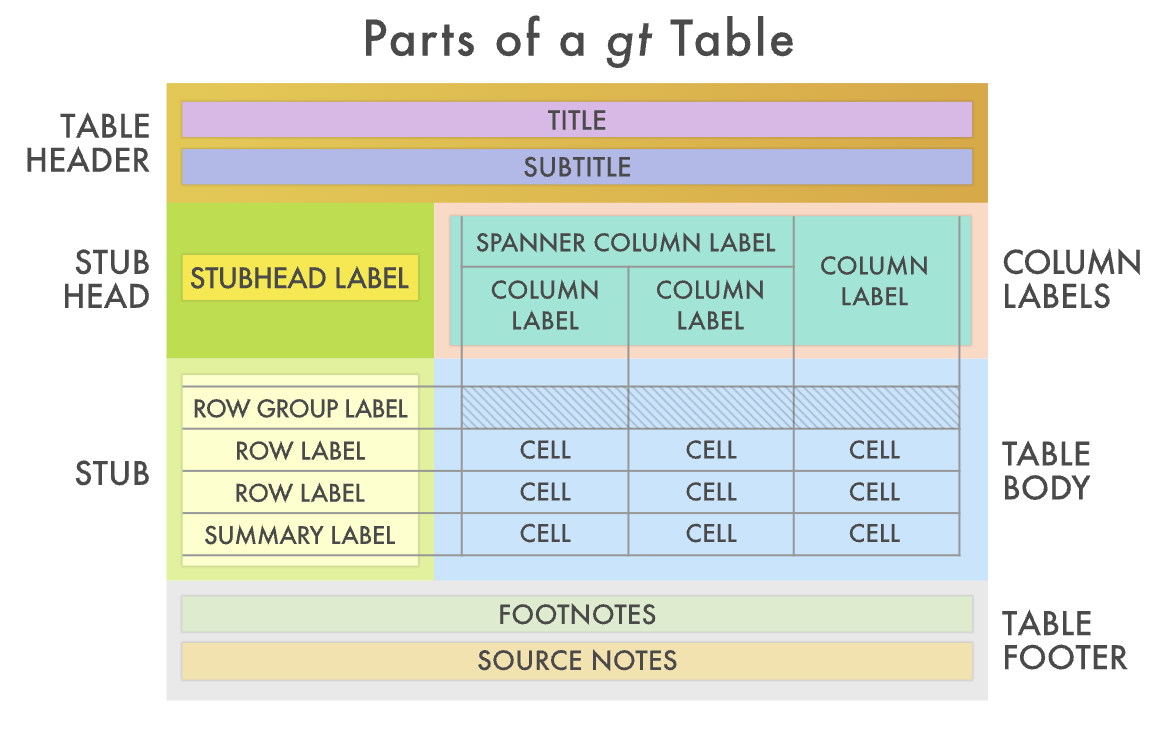 Parts of a gt Table
TABLE
HEADER
TITLE
SUBTITLE
STUB
HEAD
STUBHEAD LABEL
SPANNER COLUMN LABEL
COLUMN
LABEL
COLUMN
LABEL
COLUMN
LABEL
COLUMN
LABELS
STUB
ROW GROUP LABEL
ROW LABEL
CELL
CELL
CELL
ROW LABEL
CELL
CELL
CELL
SUMMARY LABEL
CELL
CELL
CELL
TABLE
BODY
FOOTNOTES
SOURCE NOTES
TABLE
FOOTER